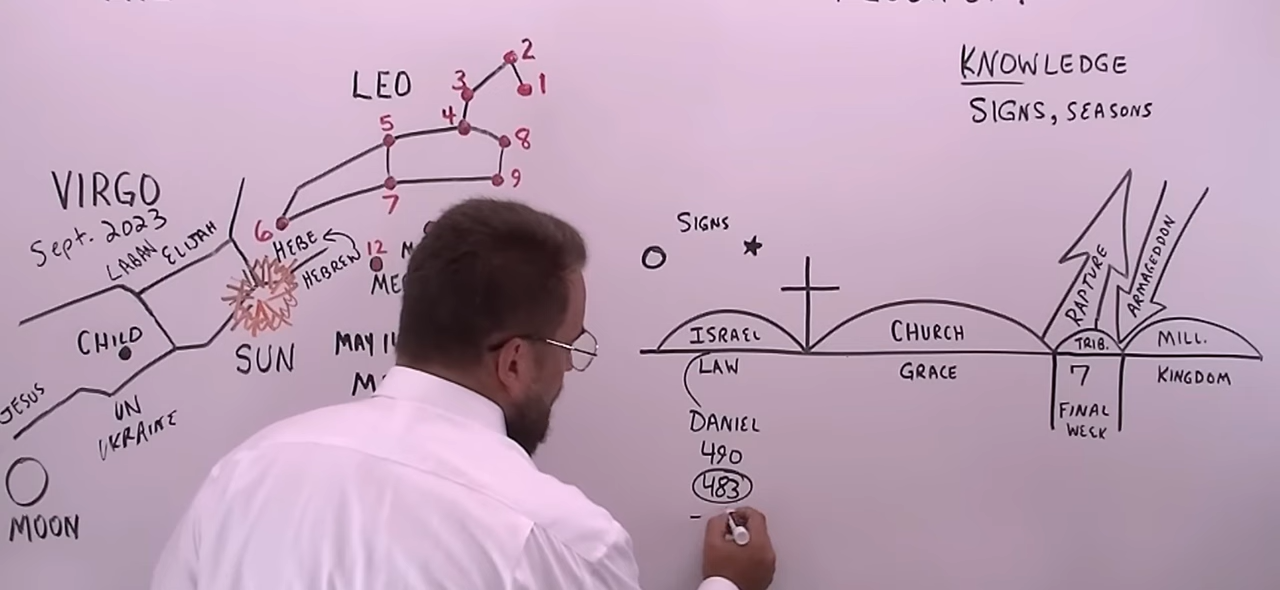 LEO
2
3
1
4
5
8
9
7
6
VIRGO
Sept. 2023
LABAN ELIJAH
HEBE
HEBREW
12
CHILD
SUN
JESUS
UN
UKRAINE
MOON
KNOWLEDGE
SIGNS, SEASONS
SIGNS
ISRAEL
LAW
DANIEL
490
483
-
CHURCH
GRACE
RAPTURE
ARMAGEDDON
TRIB.
7
FINAL
WEEK
MILL.
KINGDOM